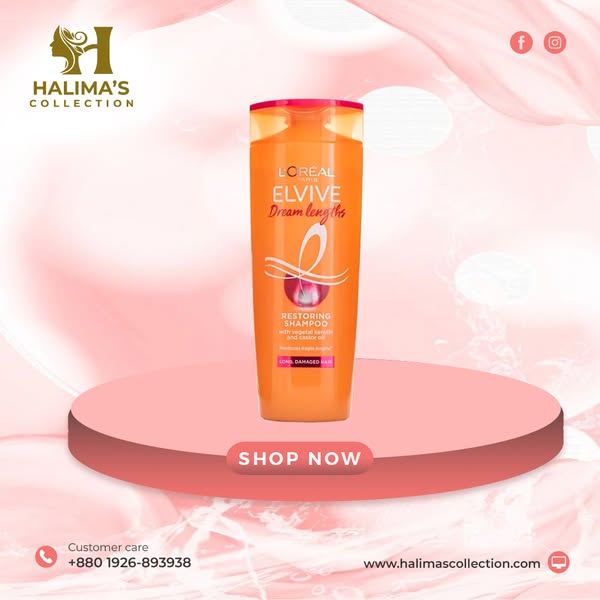 HALIMA'S
COLLECTION
L'ORÉAL
PARIS
ELVIVE
Dream lengths
RESTORING
SHAMPOO
with vegetal keratin
and castor oil
LONG, DAMAGED HAIR
SHOP NOW
Customer care
+880 1926-893938
www.halimascollection.com